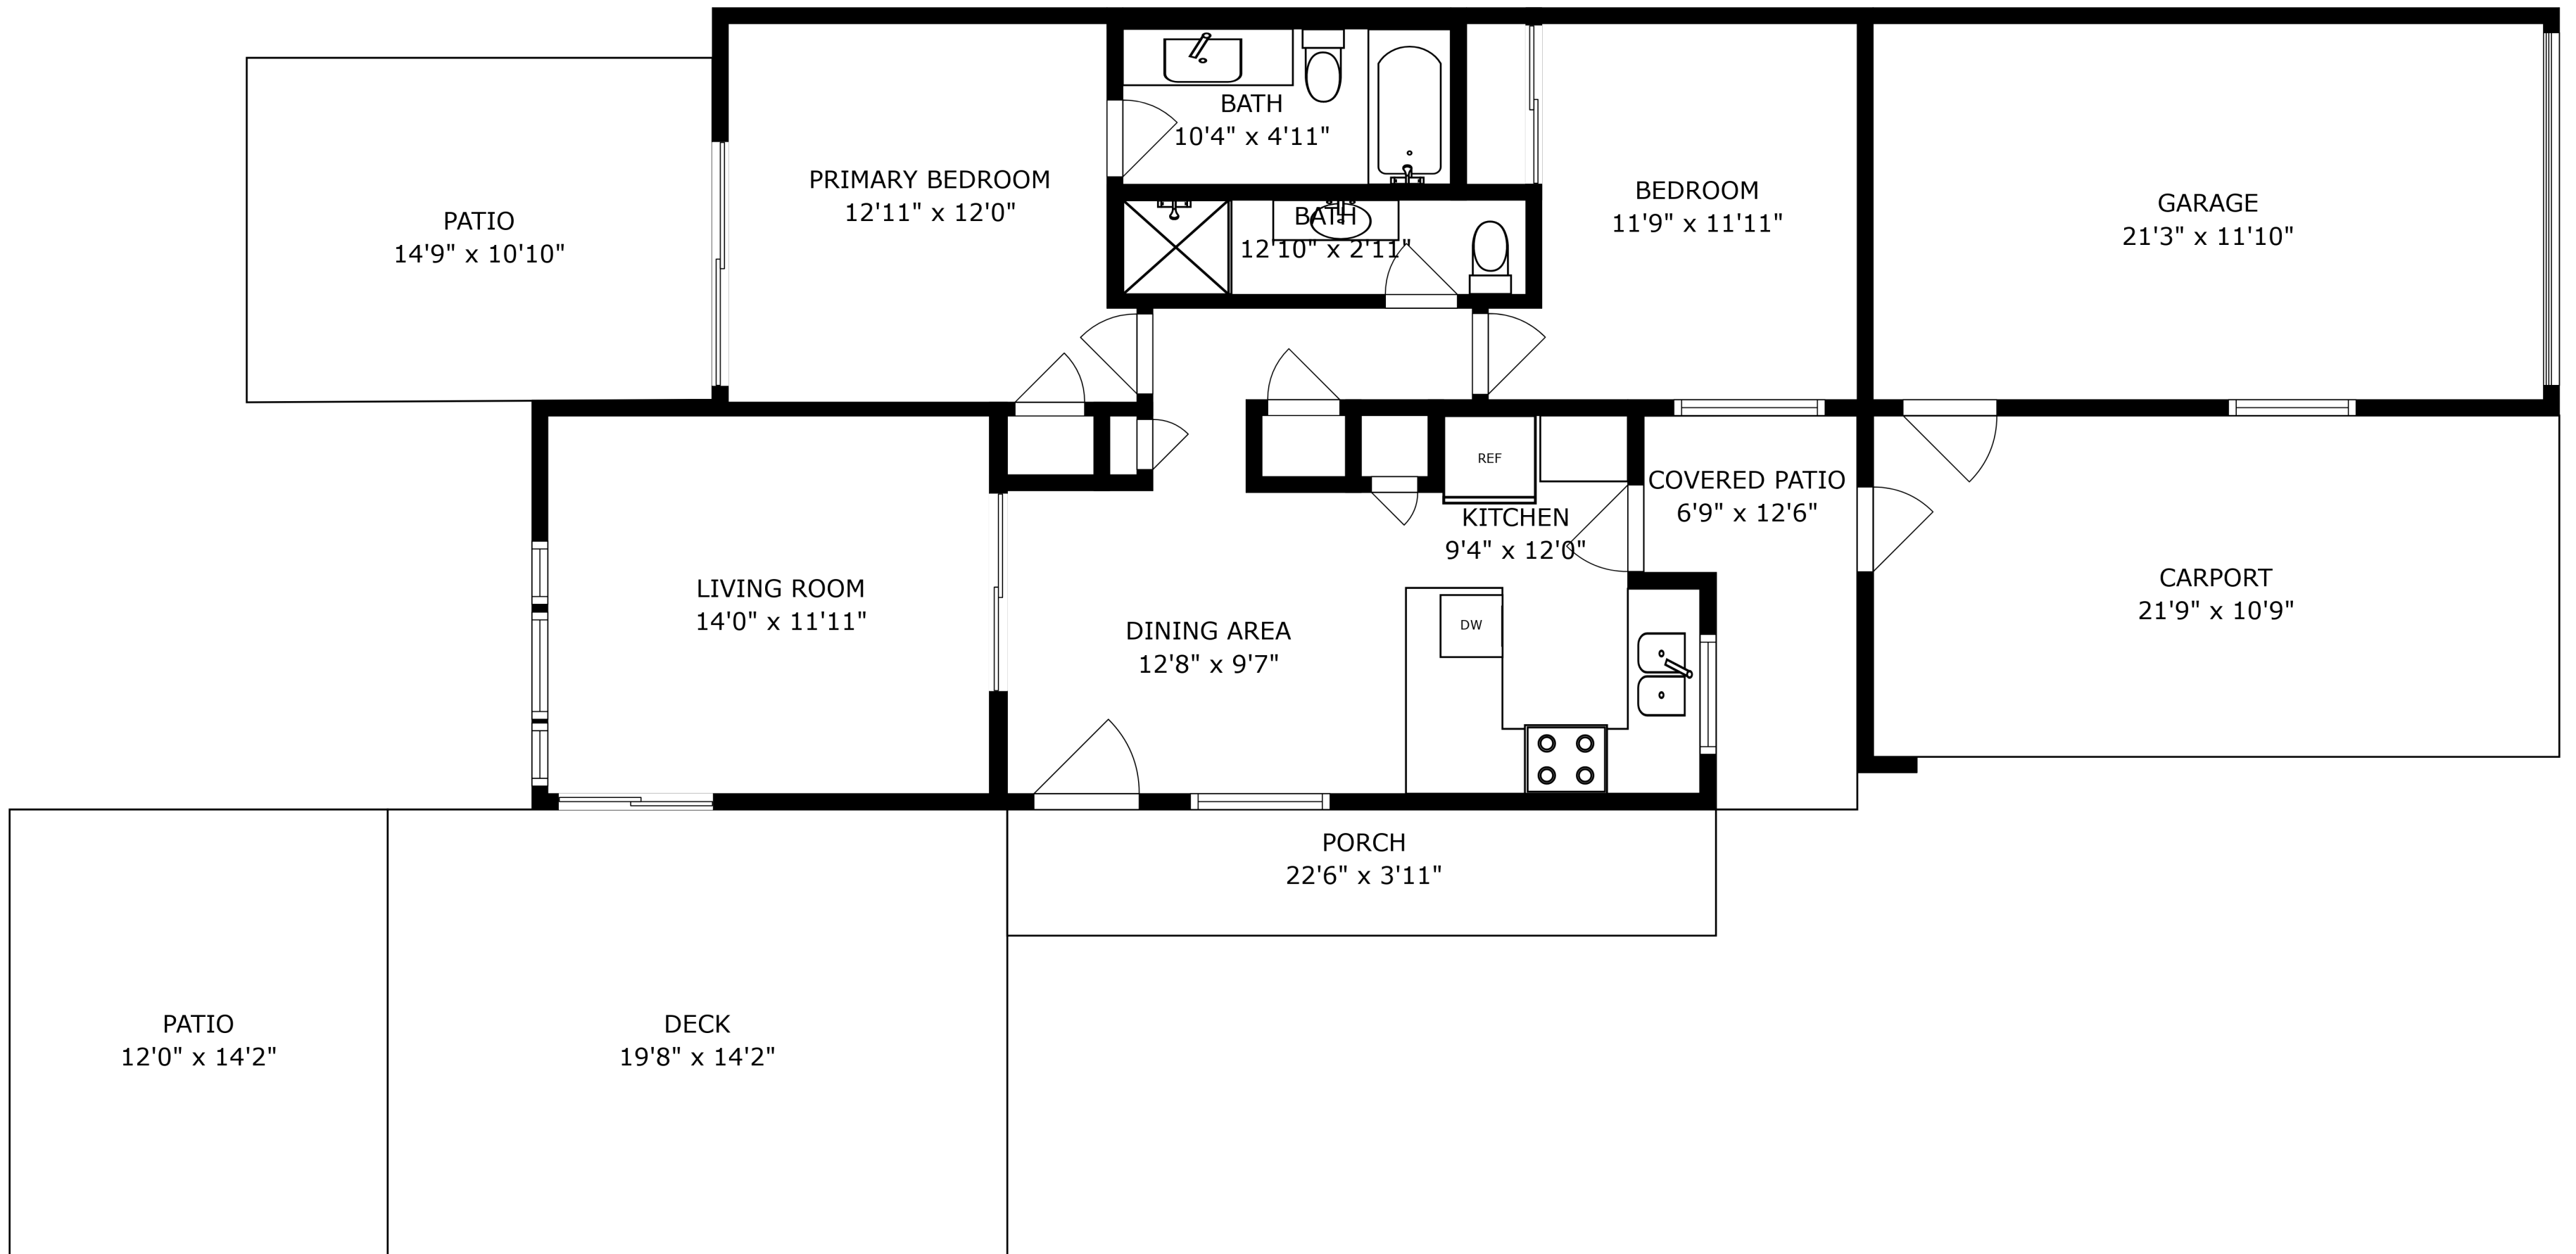 BATH
10'4" x 4'11"
PRIMARY BEDROOM
12'11" x 12'0"
BEDROOM
11'9" x 11'11"
GARAGE
21'3" x 11'10"
PATIO
14'9" x 10'10"
BATH
12'10" x 2'11"
REF
COVERED PATIO
6'9" x 12'6"
KITCHEN
9'4" x 12'0"
CARPORT
21'9" x 10'9"
LIVING ROOM
14'0" x 11'11"
DINING AREA
12'8" x 9'7"
DW
PORCH
22'6" x 3'11"
PATIO
12'0" x 14'2"
DECK
19'8" x 14'2"